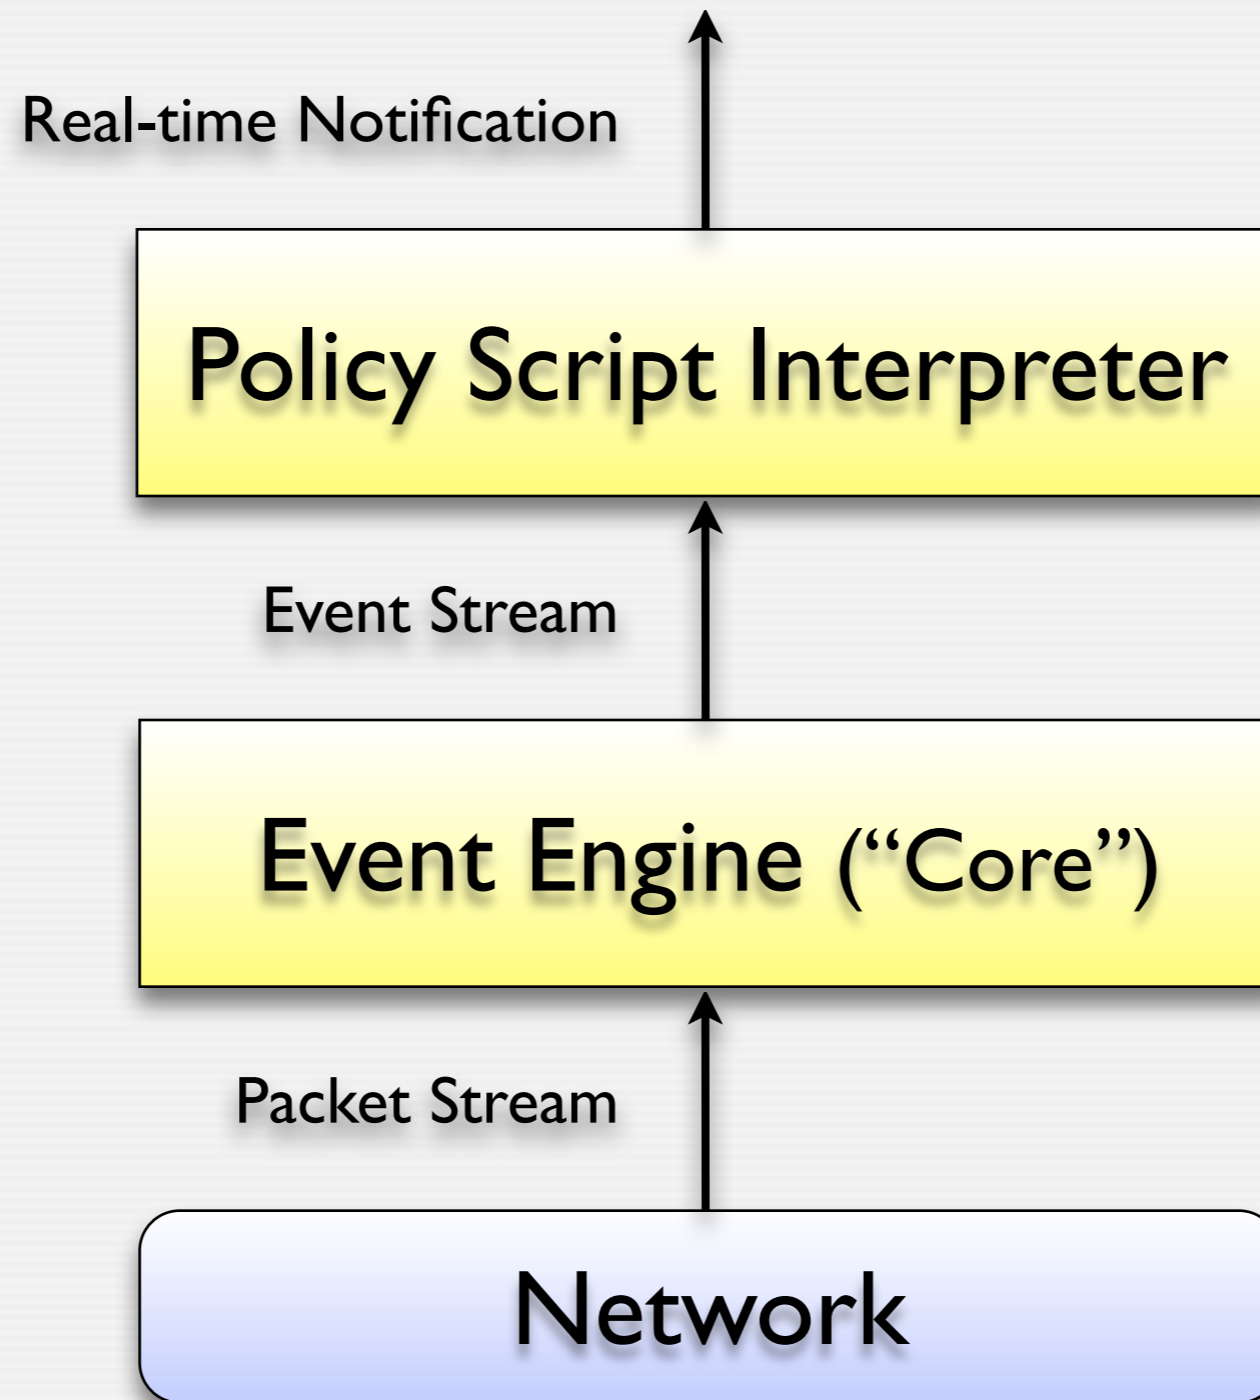 Real-time Notification
Policy Script Interpreter
Event Stream
Event Engine (“Core”)
Packet Stream
Network